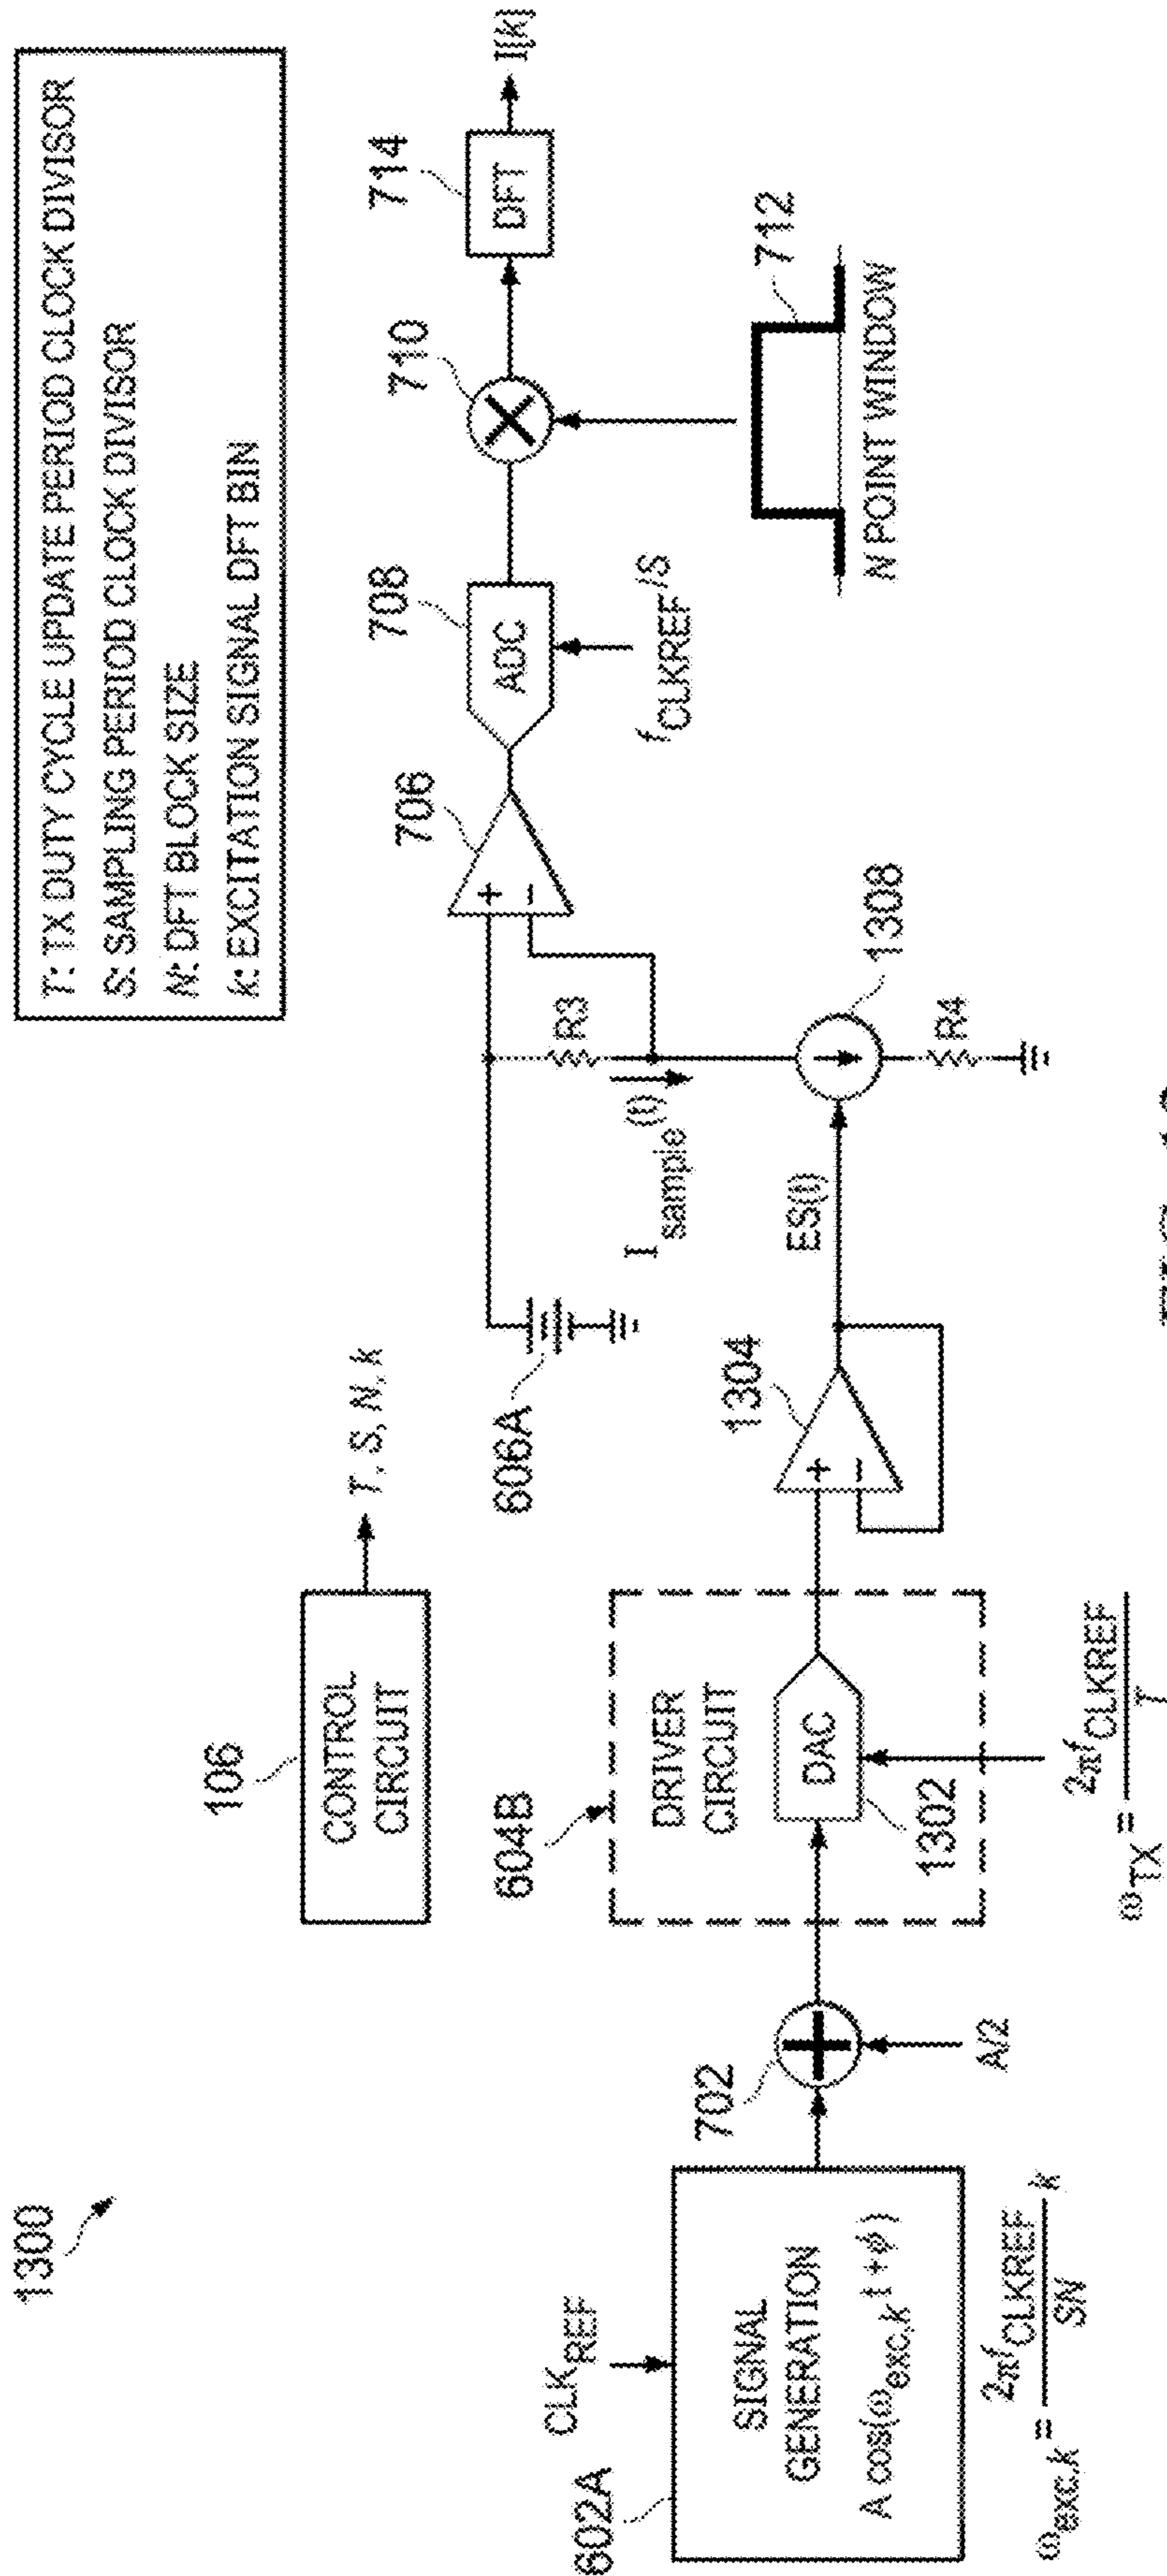 1300
T: TX DUTY CYCLE UPDATE PERIOD CLOCK DIVISOR
S: SAMPLING PERIOD CLOCK DIVISOR
N: DFT BLOCK SIZE
k: EXCITATION SIGNAL DFT BIN
106
CONTROL
CIRCUIT
T, S, N, k
606A
R3
I sample (t)
706
+
-
708
ADC
fCLKREF/S
710
714
DFT
I[k]
712
N POINT WINDOW
CLKREF
602A
SIGNAL
GENERATION
A cos(ωexc,k t + ϕ)
ωexc,k = 2πfCLKREF/SN k
702
A/2
604B
DRIVER
CIRCUIT
DAC
1302
ωTX = 2πfCLKREF/T
1304
+
-
ES(t)
1308
R4